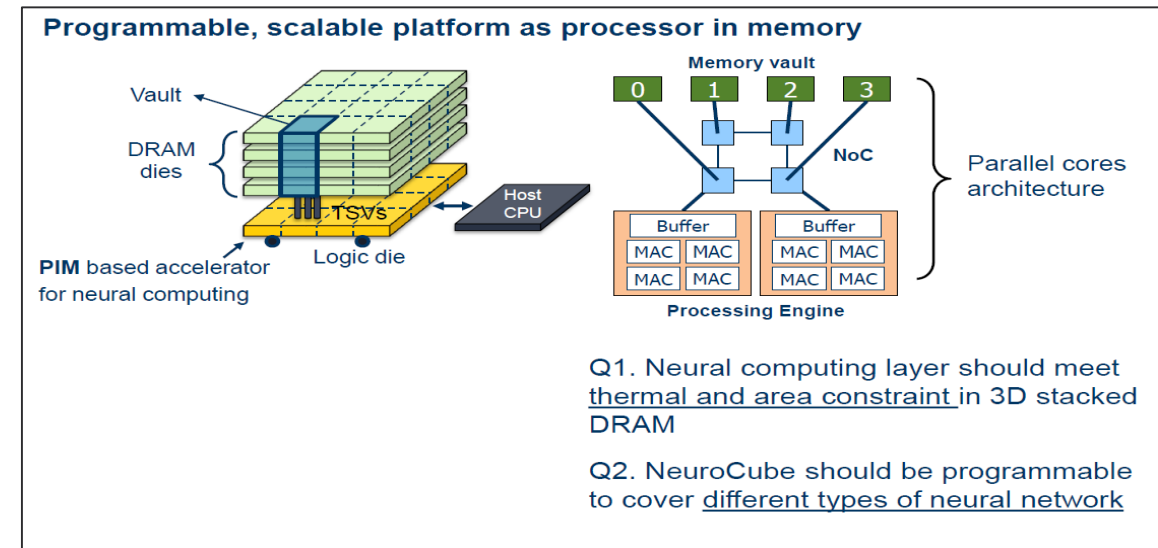 Programmable, scalable platform as processor in memory
Vault
DRAM
dies
TSVs
Host
CPU
Logic die
PIM based accelerator
for neural computing
Memory vault
0 1 2 3
NoC
Parallel cores
architecture
Buffer Buffer
MAC MAC MAC MAC
MAC MAC MAC MAC
Processing Engine
Q1. Neural computing layer should meet
thermal and area constraint in 3D stacked
DRAM
Q2. NeuroCube should be programmable
to cover different types of neural network